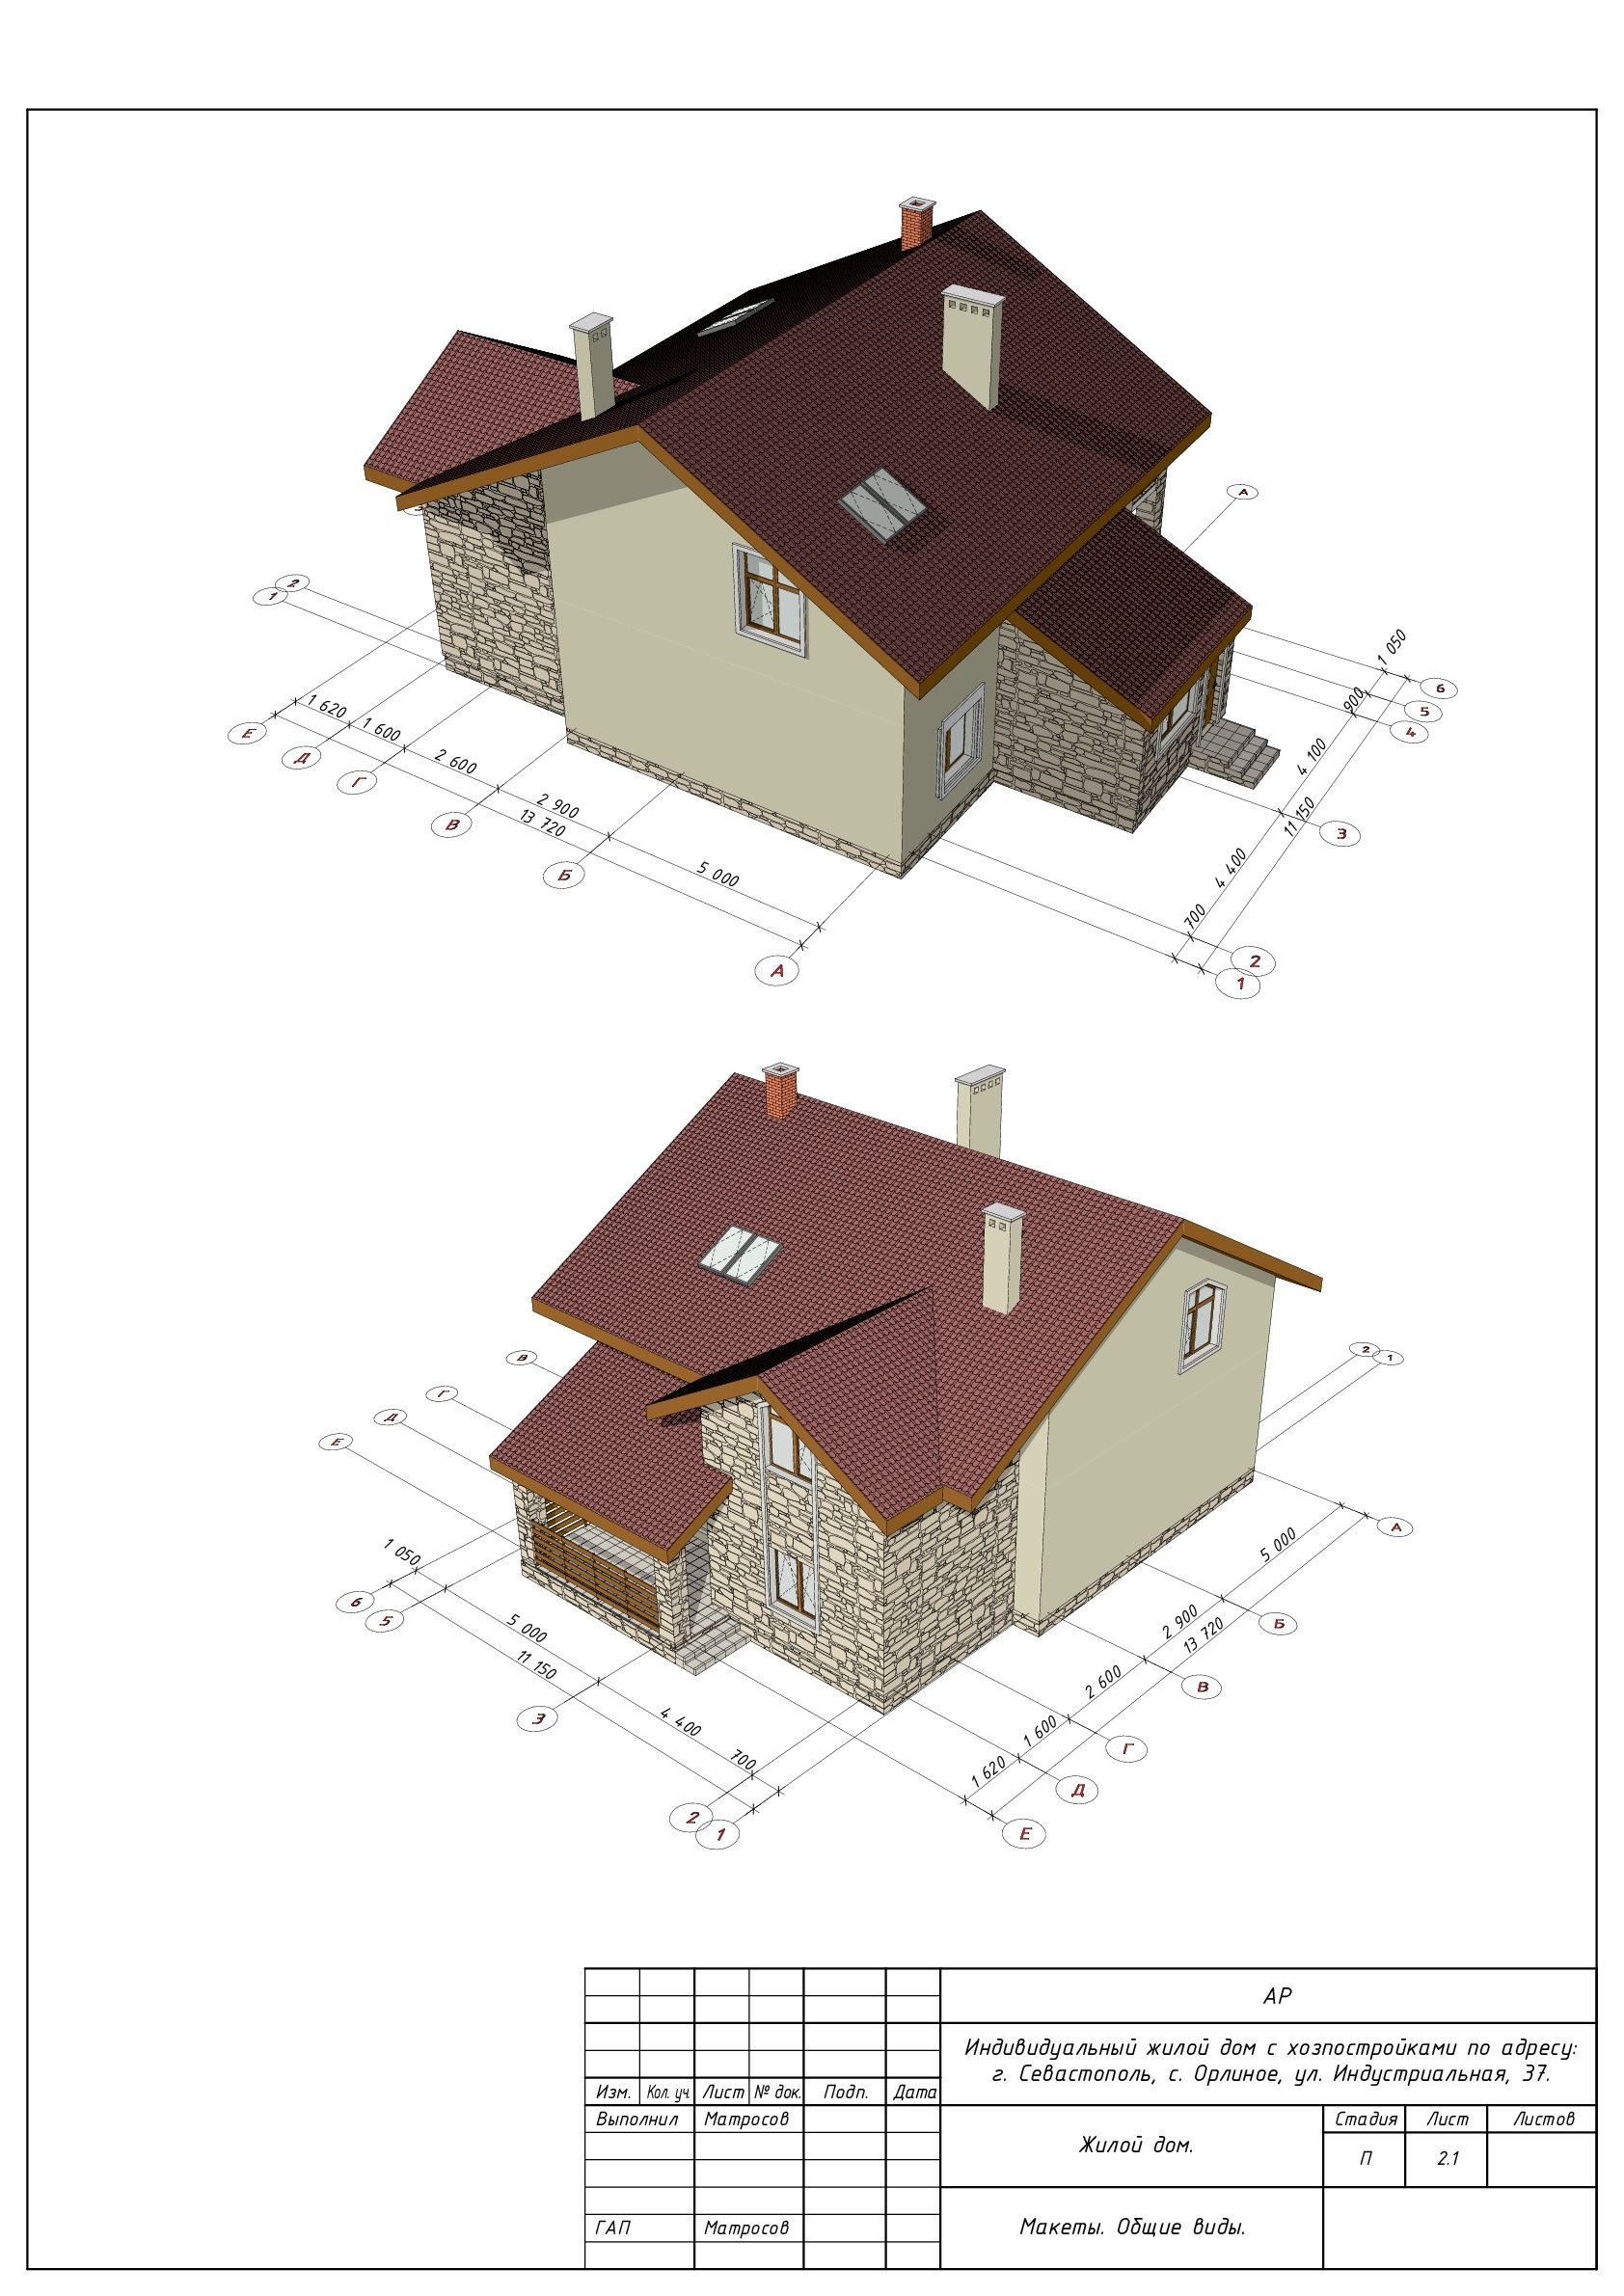 А
2
1
1 050
6
900
5
4
Е
1 620
Д
1 600
Г
2 600
4 100
В
2 900
13 720
11 150
3
Б
5 000
4 400
А
700
2
1
В
2
1
Г
Д
Е
А
5 000
1 050
6
5
5 000
11 150
2 900
13 720
Б
3
4 400
2 600
В
700
1 600
Г
1 620
Д
2
1
Е
АР
Индивидуальный жилой дом с хозпостройками по адресу:
г. Севастополь, с. Орлиное, ул. Индустриальная, 37.
Изм. Кол. уч. Лист № док. Подп. Дата
Выполнил Матросов
Жилой дом.
Стадия Лист Листов
П 2.1
ГАП Матросов
Макеты. Общие виды.